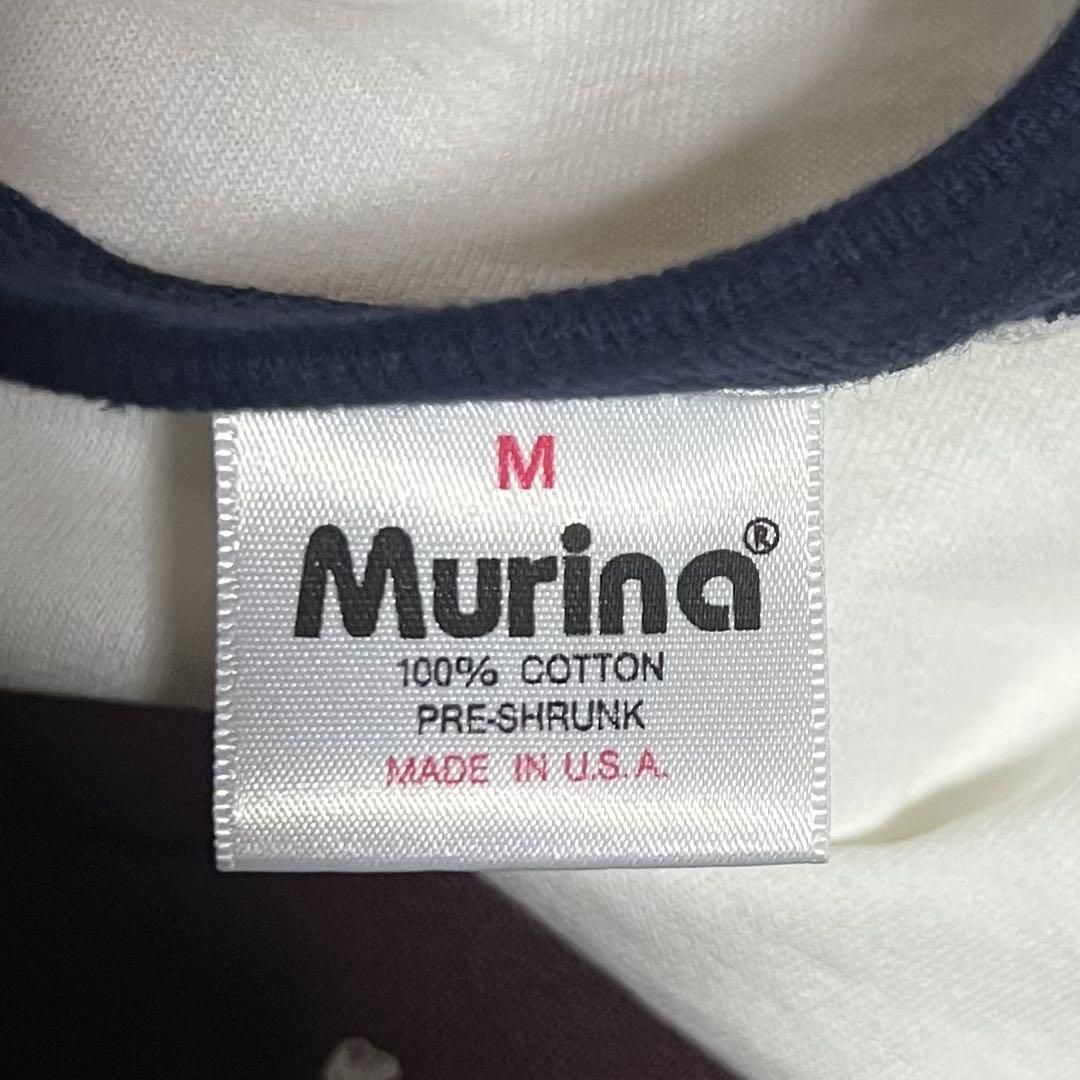 M
Murina®
100% COTTON
PRE-SHRUNK
MADE IN U.S.A.